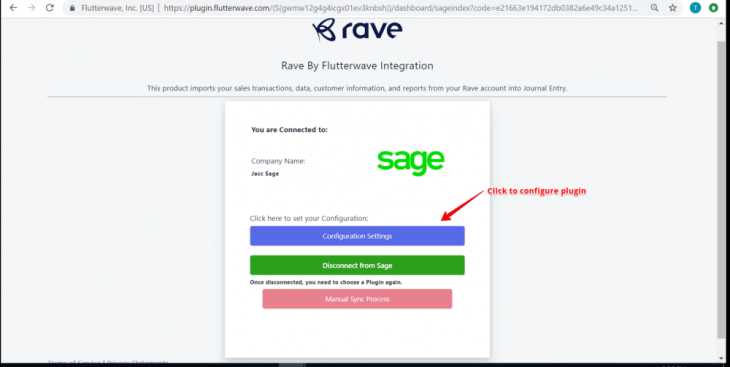 Flutterwave, Inc. [US] | https://plugin.flutterwave.com/(S(gwmw12g4g4icgx01ev3knbsh))/dashboard/sageindex?code=e21663e194172db0382a6e49c34a1251...
T
rave
Rave By Flutterwave Integration
This product imports your sales transactions, data, customer information, and reports from your Rave account into Journal Entry.
You are Connected to:
sage
Company Name:
Jacc Sage
Click to configure plugin
Click here to set your Configuration:
Configuration Settings
Disconnect from Sage
Once disconnected, you need to choose a Plugin again.
Manual Sync Process
Terms of Service | Privacy Statements